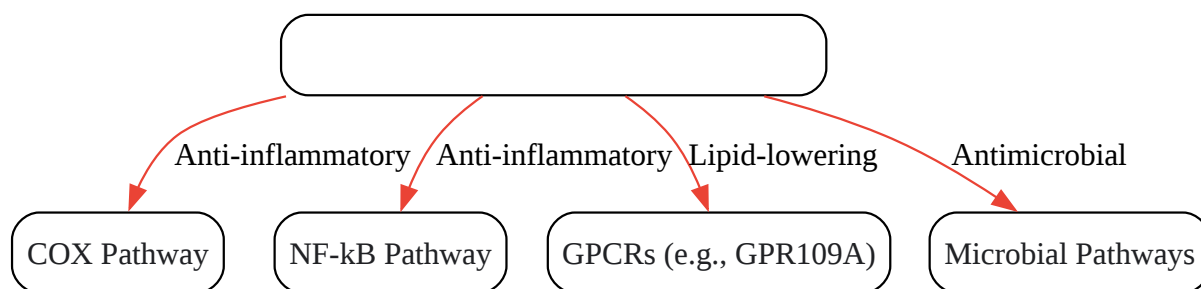 Anti-inflammatory
Anti-inflammatory
Lipid-lowering
Antimicrobial
COX Pathway
NF-kB Pathway
GPCRs (e.g., GPR109A)
Microbial Pathways